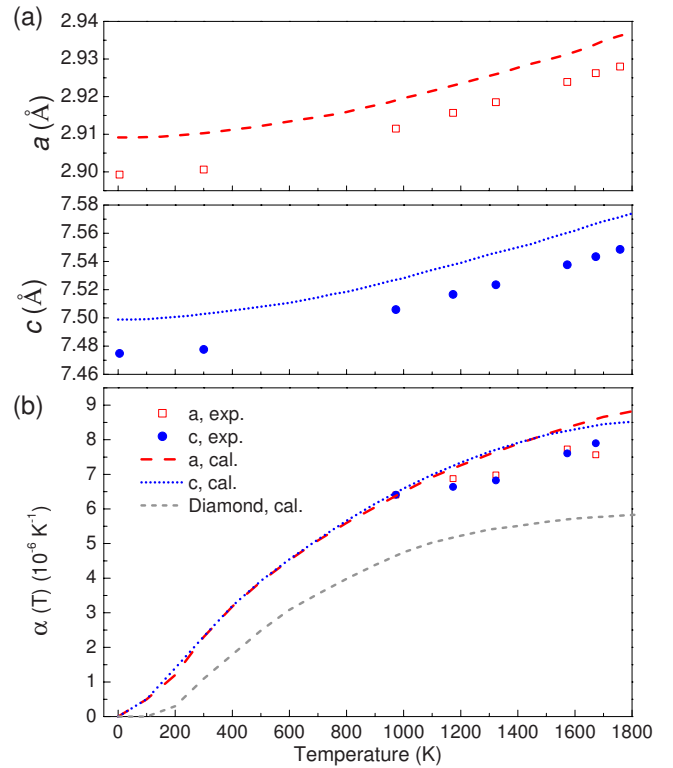 (a)
2.94
2.93
2.92
2.91
2.90
a (Å)
7.58
7.56
7.54
7.52
7.50
7.48
7.46
c (Å)
(b)
9
8
7
6
5
4
3
2
1
0
α (T) (10⁻⁶ K⁻¹)
a, exp.
c, exp.
a, cal.
c, cal.
Diamond, cal.
0 200 400 600 800 1000 1200 1400 1600 1800
Temperature (K)